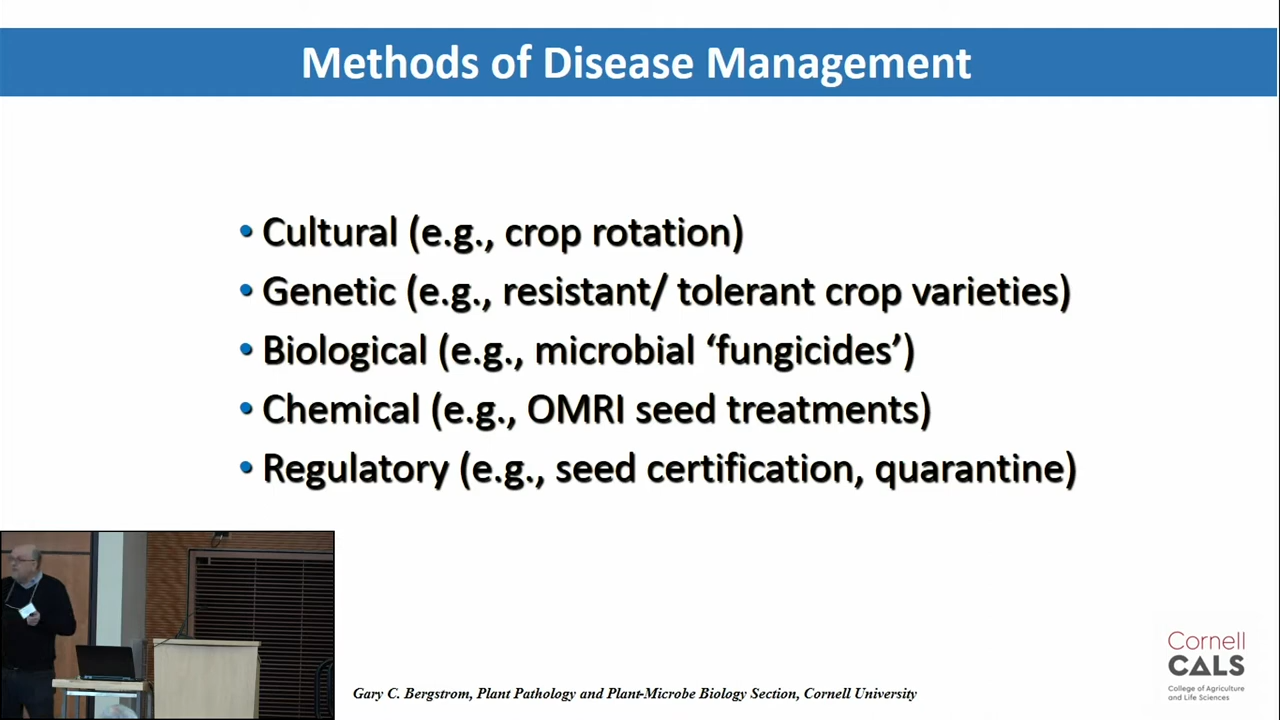 Methods of Disease Management
• Cultural (e.g., crop rotation)
• Genetic (e.g., resistant/ tolerant crop varieties)
• Biological (e.g., microbial ‘fungicides’)
• Chemical (e.g., OMRI seed treatments)
• Regulatory (e.g., seed certification, quarantine)
Gary C. Bergstrom, Plant Pathology and Plant-Microbe Biology Section, Cornell University
Cornell
CALS
College of Agriculture
and Life Sciences